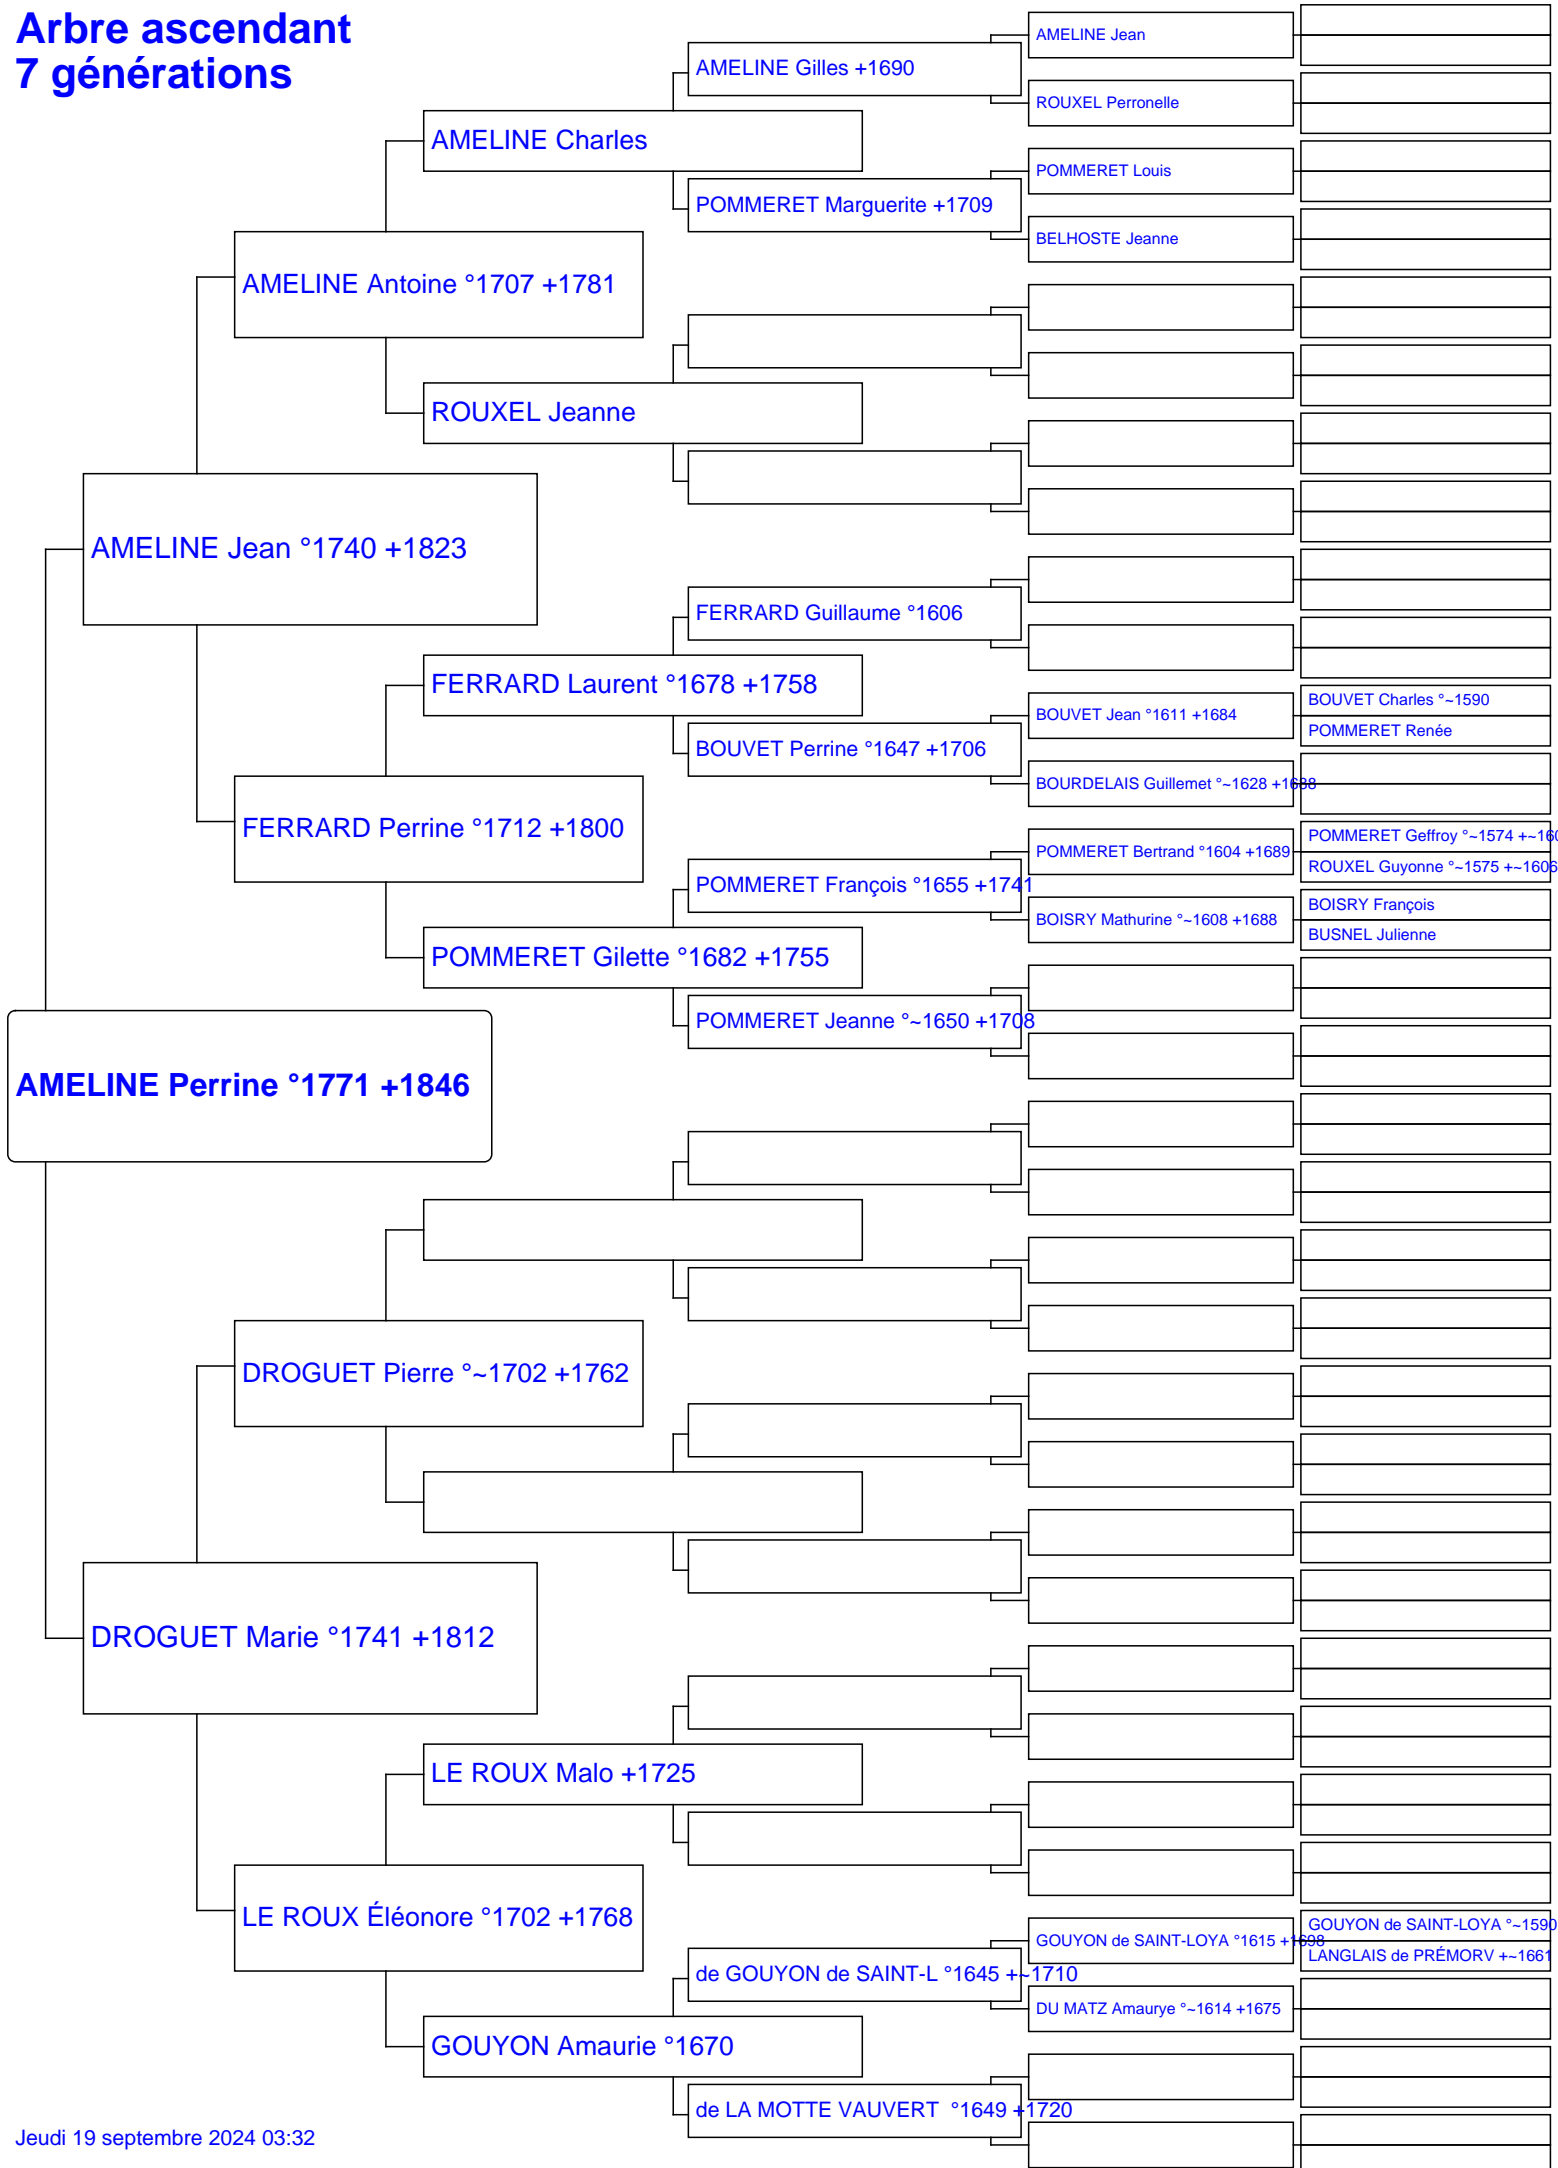 Arbre ascendant
7 générations
AMELINE Jean
AMELINE Gilles +1690
ROUXEL Perronelle
AMELINE Charles
POMMERET Louis
POMMERET Marguerite +1709
BELHOSTE Jeanne
AMELINE Antoine °1707 +1781
ROUXEL Jeanne
AMELINE Jean °1740 +1823
FERRARD Guillaume °1606
FERRARD Laurent °1678 +1758
BOUVET Charles °~1590
BOUVET Jean °1611 +1684
POMMERET Renée
BOUVET Perrine °1647 +1706
BOURDELAIS Guillemet °~1628 +1688
FERRARD Perrine °1712 +1800
POMMERET Geffroy °~1574 +~160
POMMERET Bertrand °1604 +1689
ROUXEL Guyonne °~1575 +~1606
POMMERET François °1655 +1741
BOISRY François
BOISRY Mathurine °~1608 +1688
BUSNEL Julienne
POMMERET Gilette °1682 +1755
POMMERET Jeanne °~1650 +1708
AMELINE Perrine °1771 +1846
DROGUET Pierre °~1702 +1762
DROGUET Marie °1741 +1812
LE ROUX Malo +1725
LE ROUX Éléonore °1702 +1768
GOUYON de SAINT-LOYA °~1590
GOUYON de SAINT-LOYA °1615 +1698
LANGLAIS de PRÉMORV +~1661
de GOUYON de SAINT-L °1645 +~1710
DU MATZ Amaurye °~1614 +1675
GOUYON Amaurie °1670
de LA MOTTE VAUVERT °1649 +1720
Jeudi 19 septembre 2024 03:32